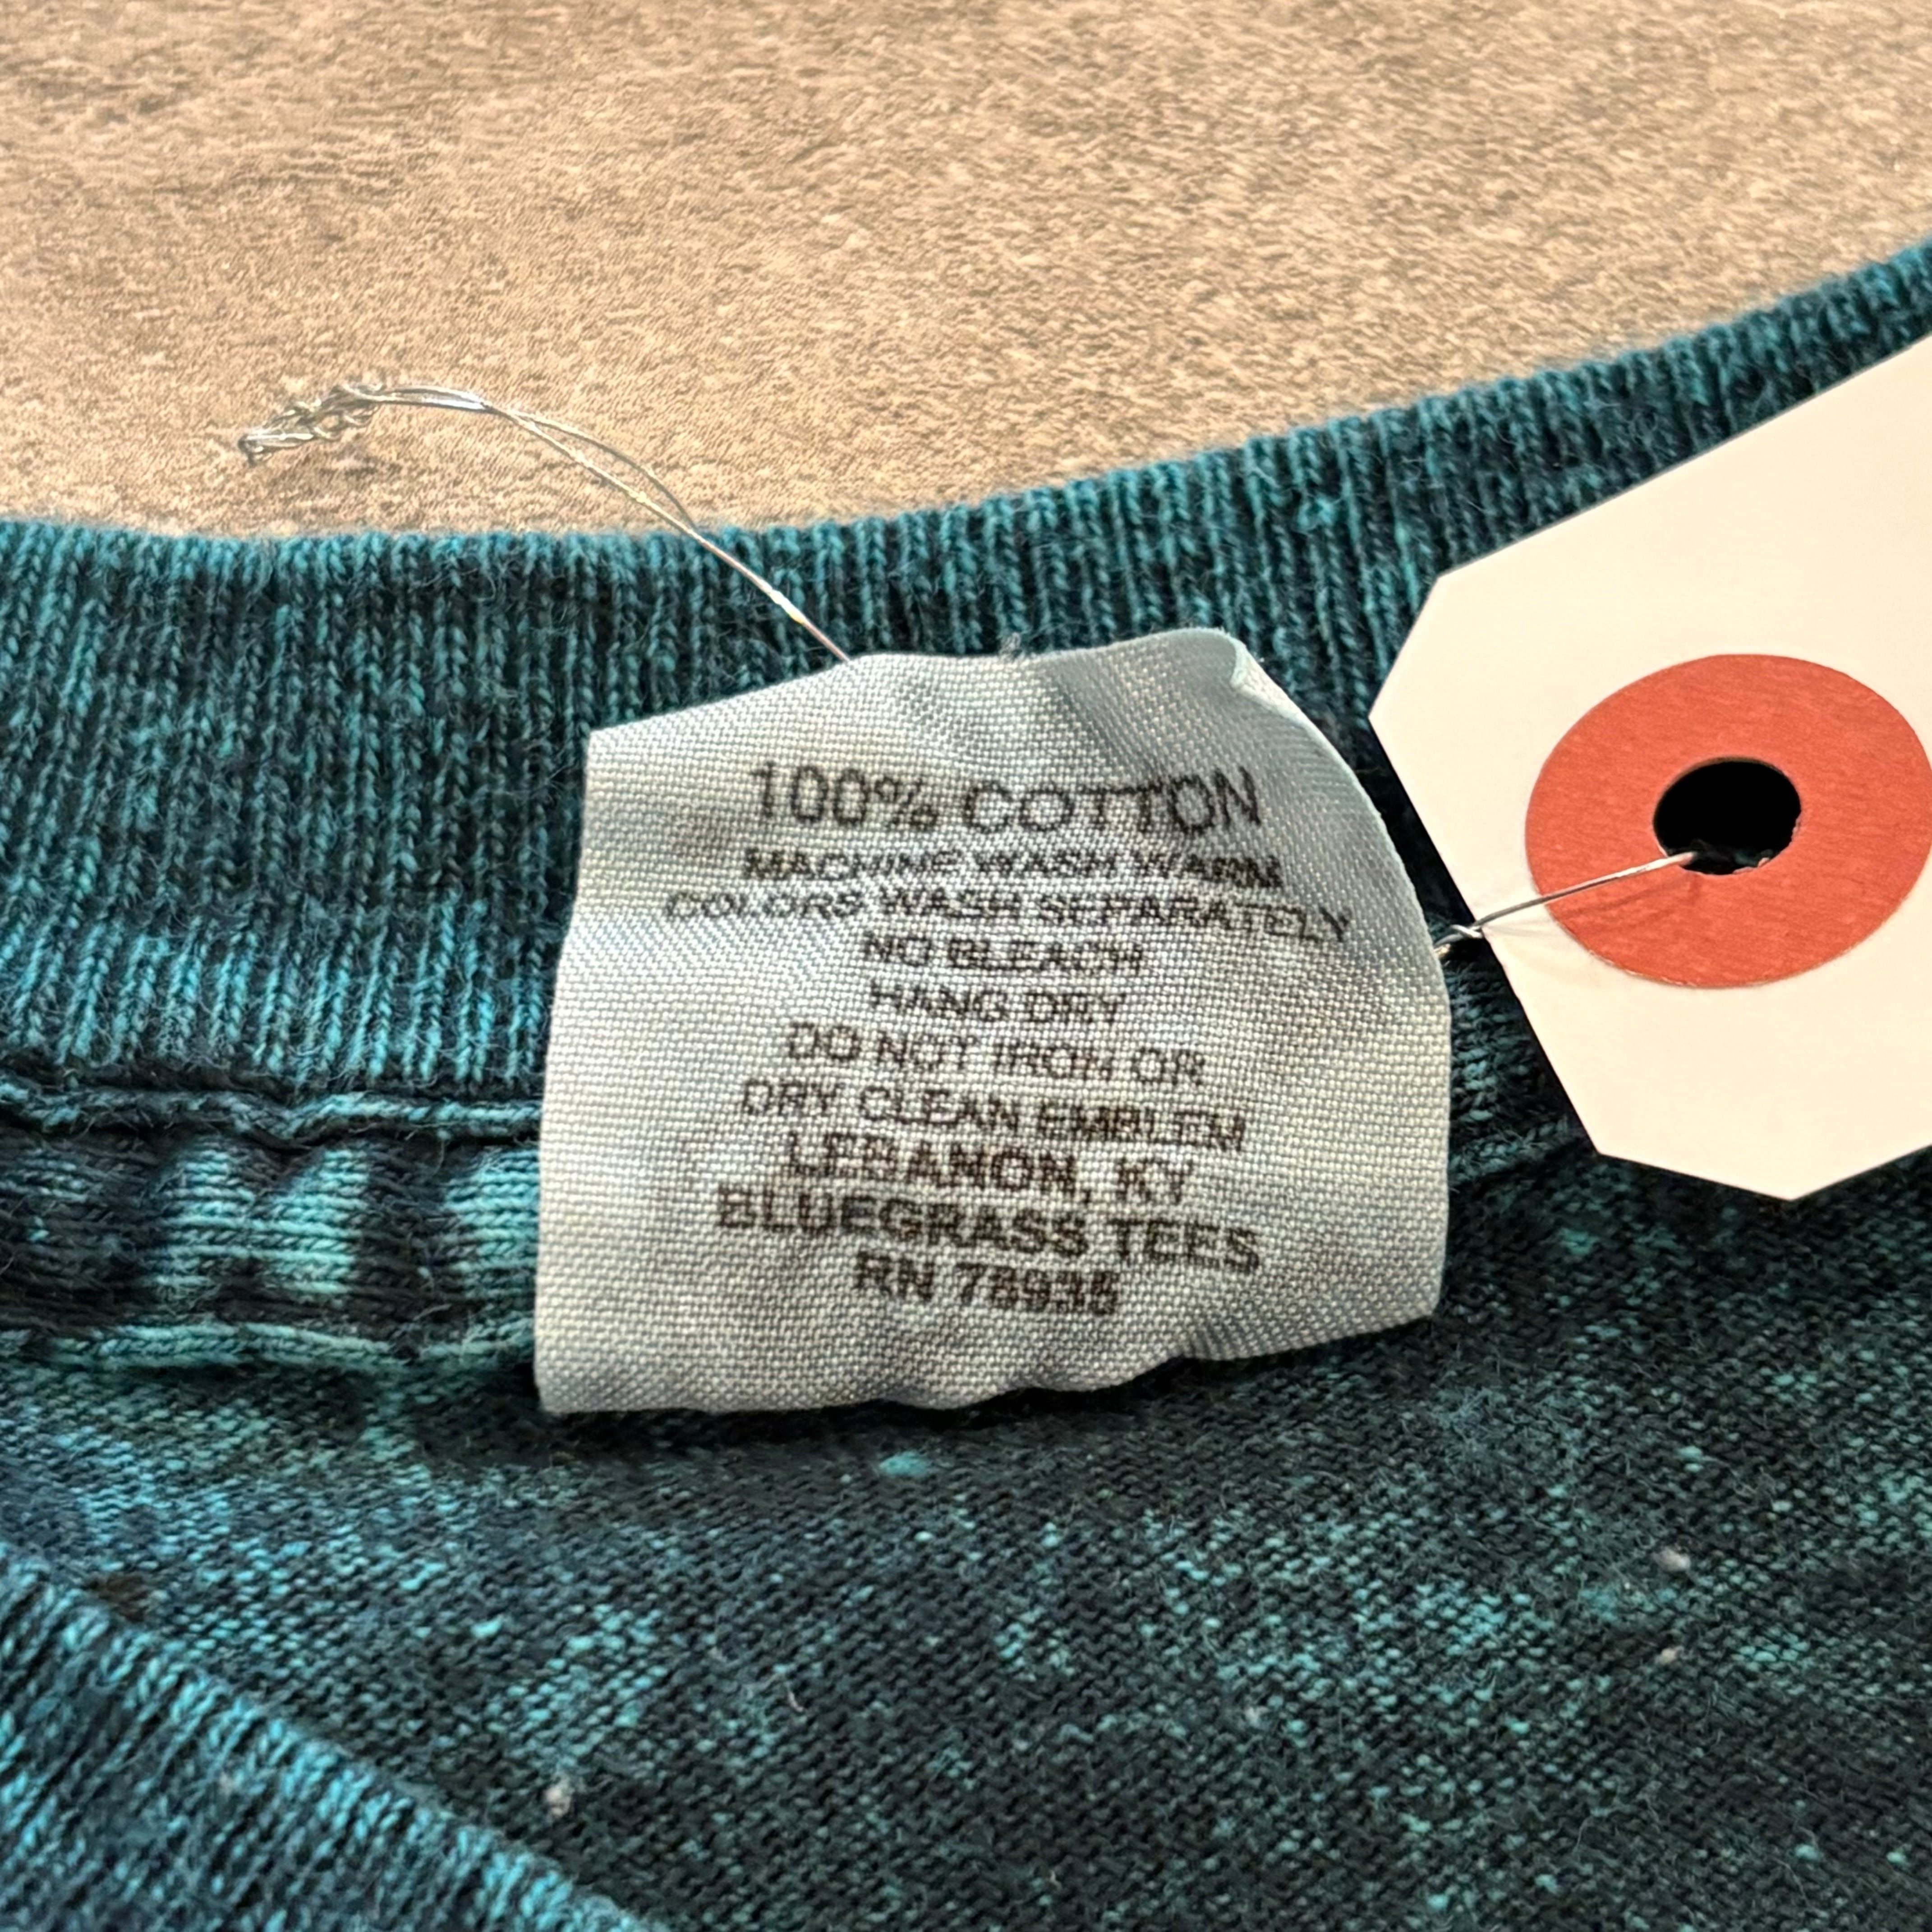 100% COTTON
MACHINE WASH WARM
COLORS WASH SEPARATELY
NO BLEACH
HANG DRY
DO NOT IRON OR
DRY CLEAN EMBLEM
LEBANON, KY
BLUEGRASS TEES
RN 78935